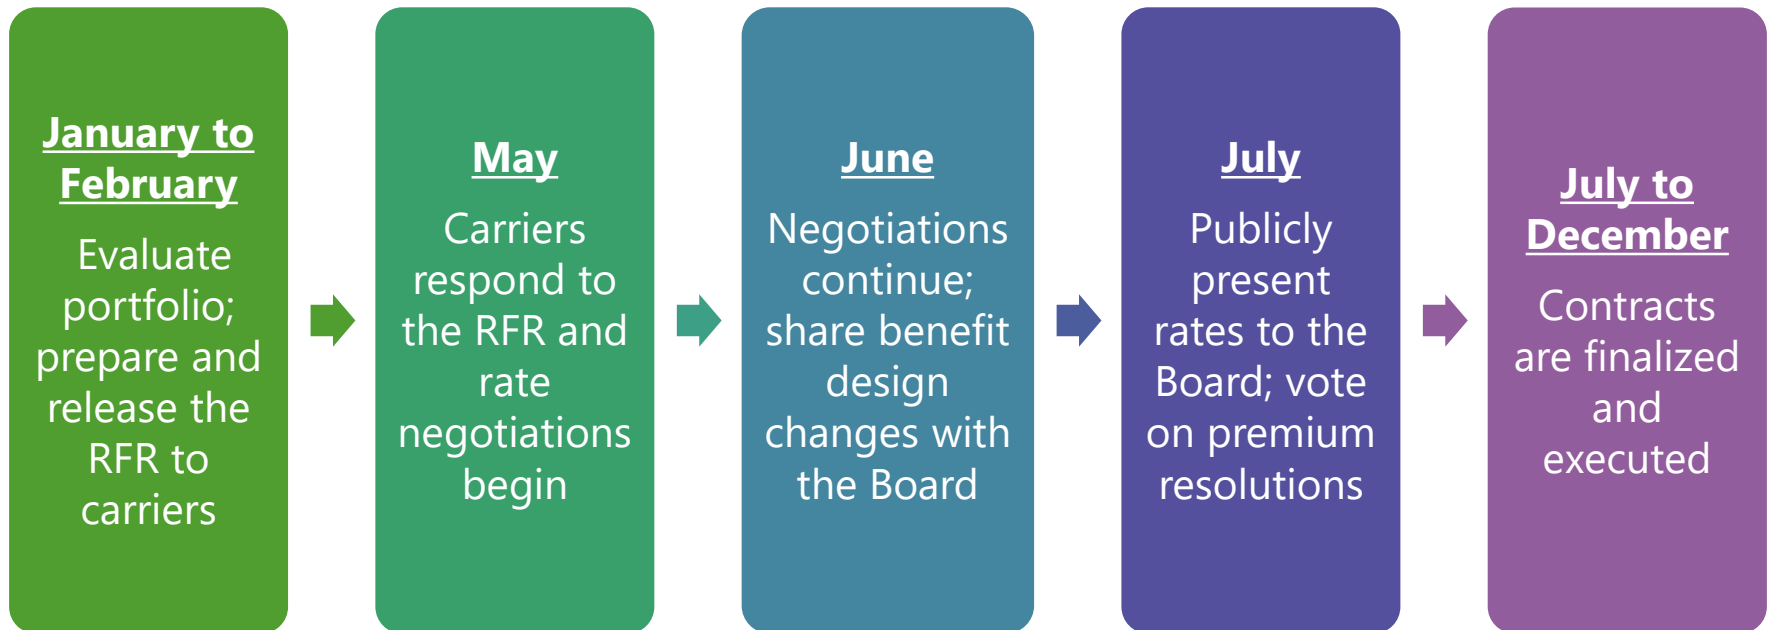 January to
February
Evaluate
portfolio;
prepare and
release the
RFR to
carriers
May
Carriers
respond to
the RFR and
rate
negotiations
begin
June
Negotiations
continue;
share benefit
design
changes with
the Board
July
Publicly
present
rates to the
Board; vote
on premium
resolutions
July to
December
Contracts
are finalized
and
executed